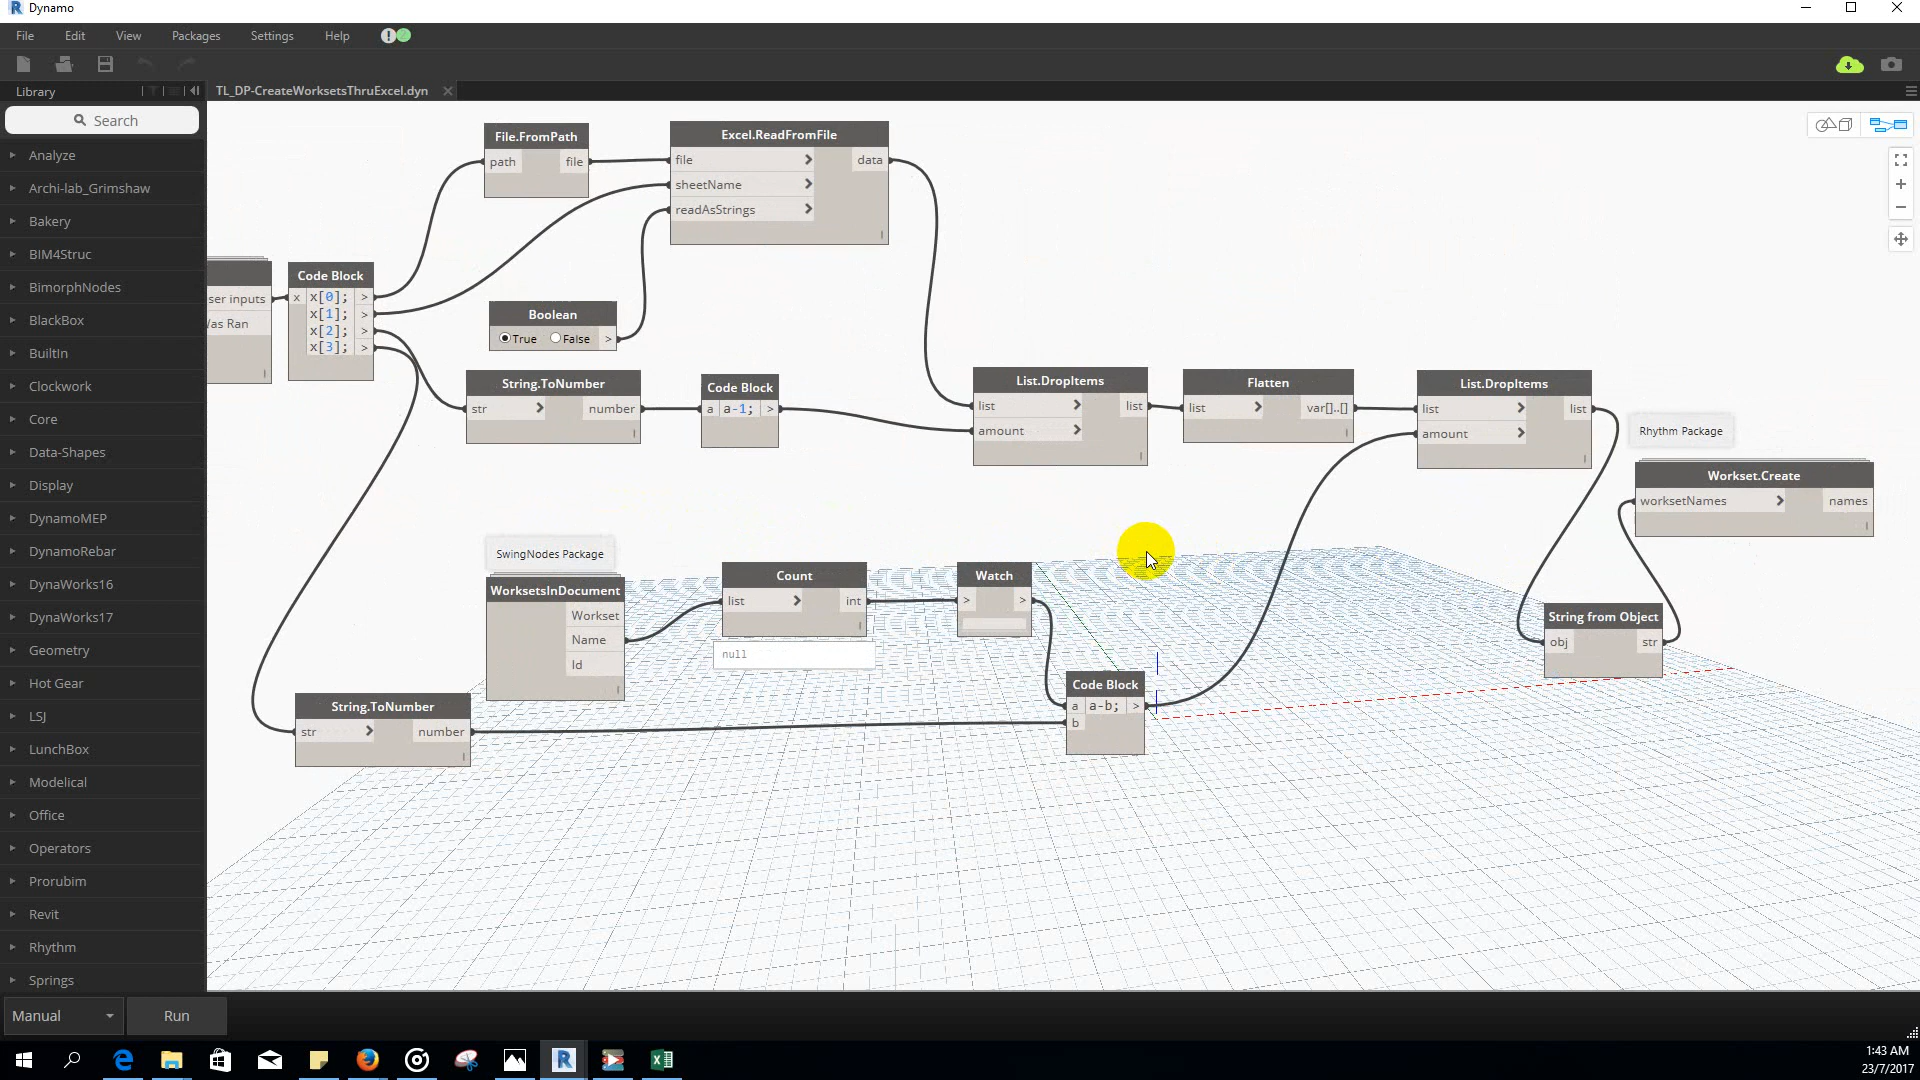 Dynamo
File Edit View Packages Settings Help
Library
TL_DP-CreateWorksetsThruExcel.dyn
Search
Analyze
Archi-lab_Grimshaw
Bakery
BIM4Struc
BimorphNodes
BlackBox
BuiltIn
Clockwork
Core
Data-Shapes
Display
DynamoMEP
DynamoRebar
DynaWorks16
DynaWorks17
Geometry
Hot Gear
LSJ
LunchBox
Modelical
Office
Operators
Prorubim
Revit
Rhythm
Springs
File.FromPath
path file
Excel.ReadFromFile
file > data
sheetName >
readAsStrings >
ser inputs
Was Ran
Code Block
x x[0]; >
x[1]; >
x[2]; >
x[3]; >
Boolean
True False >
String.ToNumber
str > number
Code Block
a a-1; >
List.DropItems
list > list
amount >
Flatten
list > var[]..[]
List.DropItems
list > list
amount >
Rhythm Package
Workset.Create
worksetNames > names
SwingNodes Package
WorksetsInDocument
Workset
Name
Id
Count
list > int
null
Watch
> >
String from Object
obj str
Code Block
a a-b; >
b
String.ToNumber
str > number
Manual Run
1:43 AM
23/7/2017